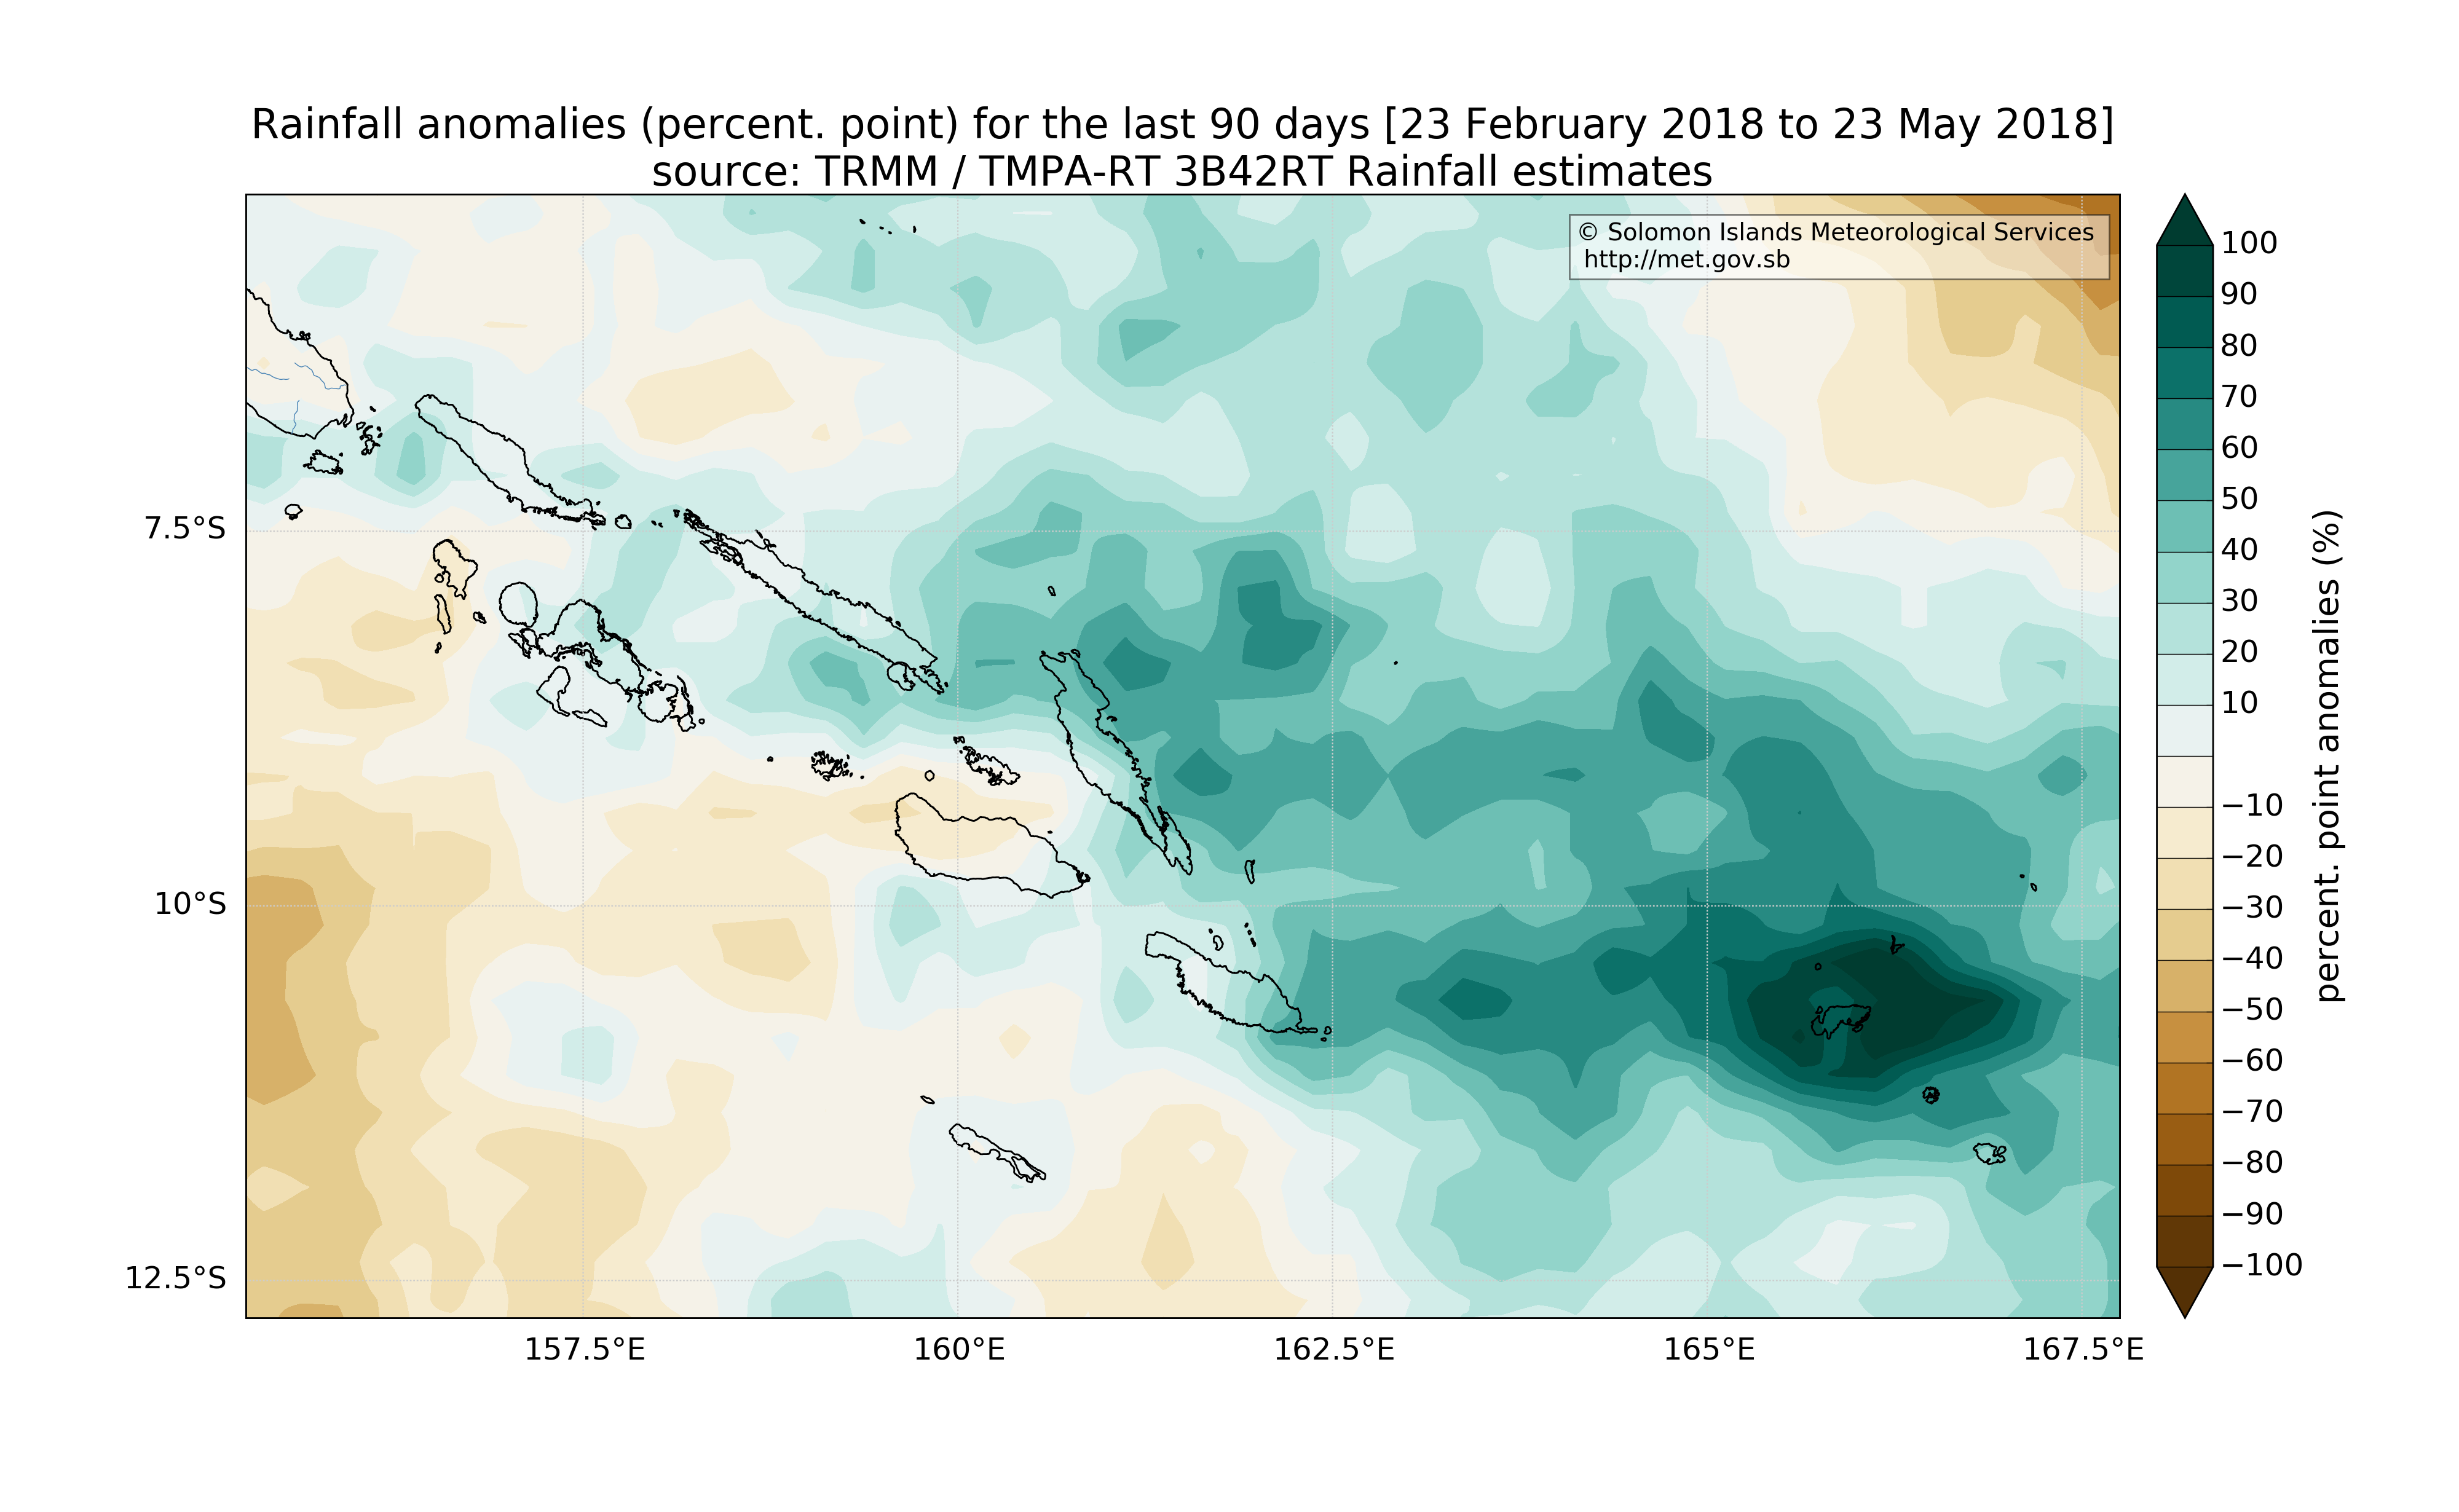 Rainfall anomalies (percent. point) for the last 90 days [23 February 2018 to 23 May 2018]
source: TRMM / TMPA-RT 3B42RT Rainfall estimates
© Solomon Islands Meteorological Services
http://met.gov.sb
7.5°S
10°S
12.5°S
157.5°E
160°E
162.5°E
165°E
167.5°E
100
90
80
70
60
50
40
30
20
10
−10
−20
−30
−40
−50
−60
−70
−80
−90
−100
percent. point anomalies (%)